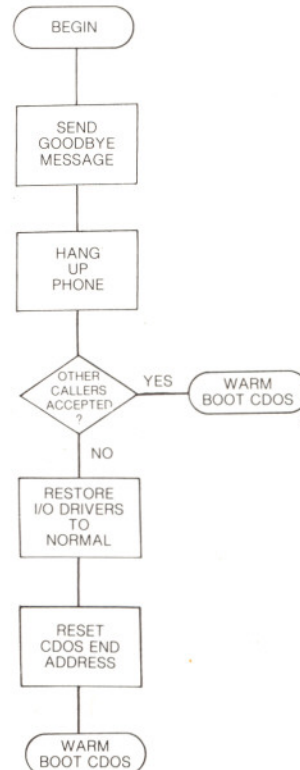 BEGIN
SEND
GOODBYE
MESSAGE
HANG
UP
PHONE
OTHER
CALLERS
ACCEPTED
?
YES
WARM
BOOT CDOS
NO
RESTORE
I/O DRIVERS
TO
NORMAL
RESET
CDOS END
ADDRESS
WARM
BOOT CDOS